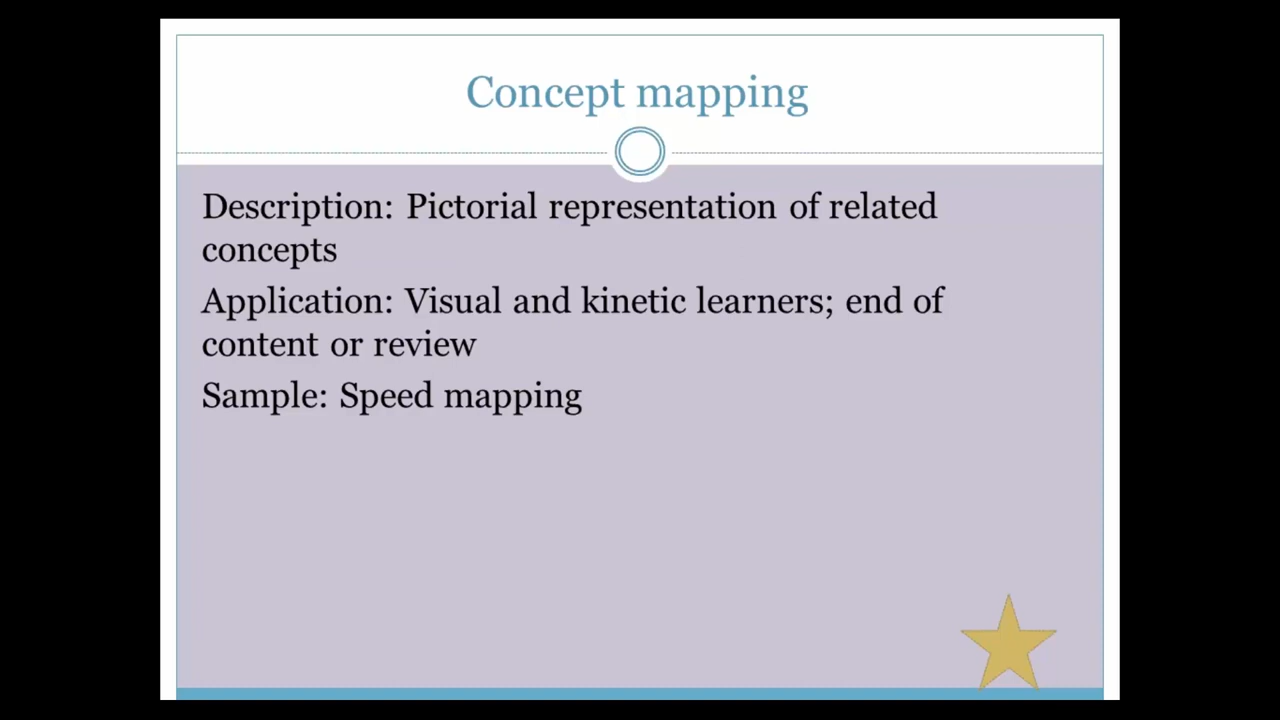 Concept mapping
Description: Pictorial representation of related
concepts
Application: Visual and kinetic learners; end of
content or review
Sample: Speed mapping